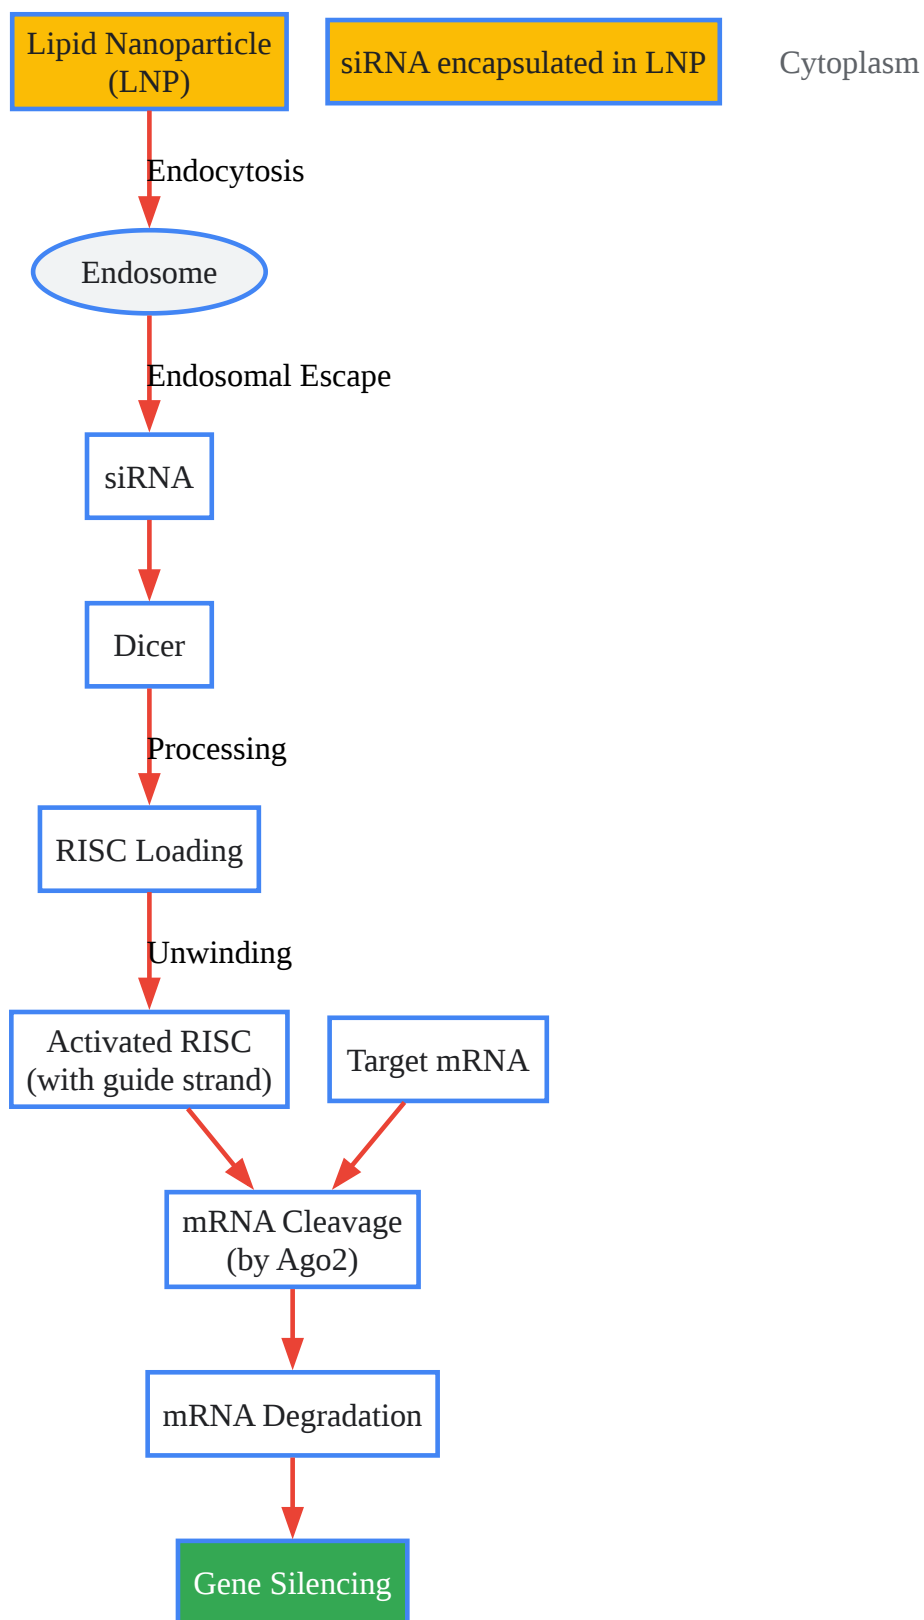 Lipid Nanoparticle
(LNP)
siRNA encapsulated in LNP
Cytoplasm
Endocytosis
Endosome
Endosomal Escape
siRNA
Dicer
Processing
RISC Loading
Unwinding
Activated RISC
(with guide strand)
Target mRNA
mRNA Cleavage
(by Ago2)
mRNA Degradation
Gene Silencing